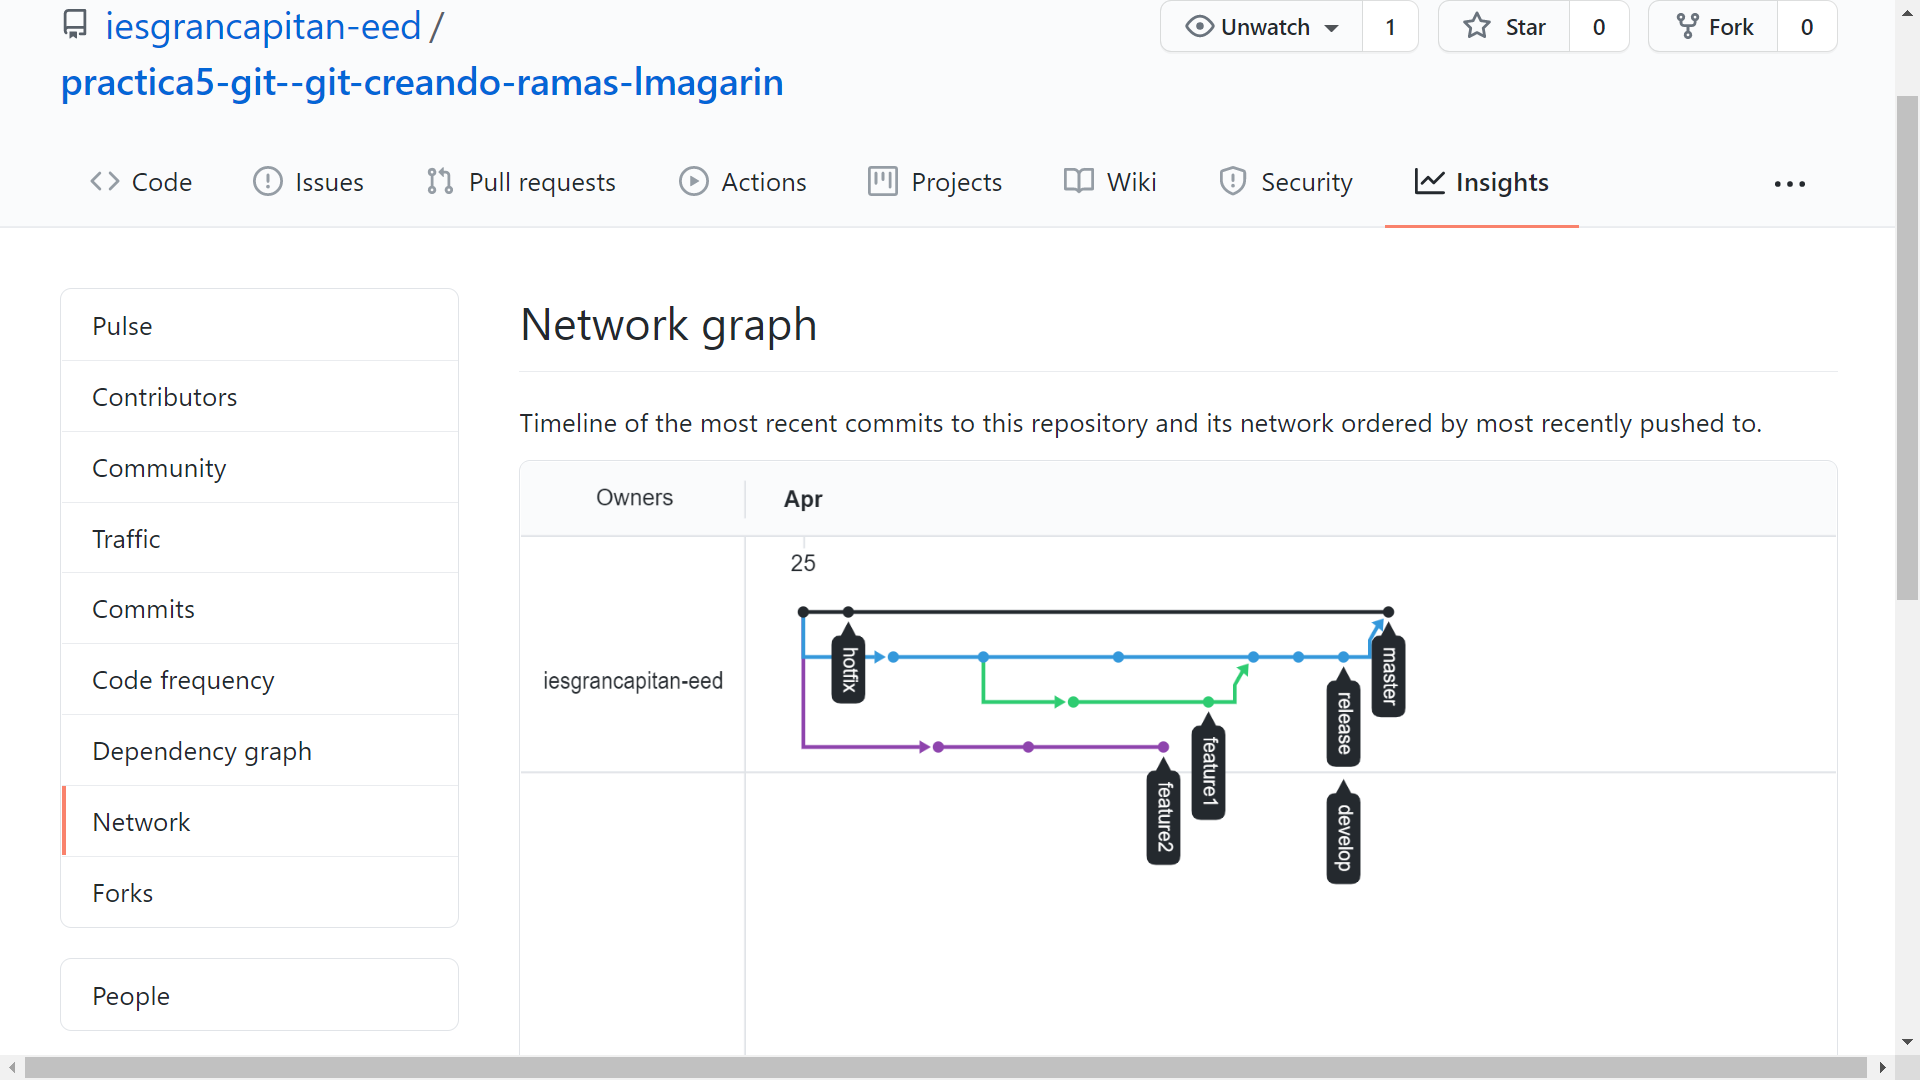 iesgrancapitan-eed /
Unwatch 1
Star 0
Fork 0
practica5-git--git-creando-ramas-lmagarin
Code
Issues
Pull requests
Actions
Projects
Wiki
Security
Insights
Pulse
Contributors
Community
Traffic
Commits
Code frequency
Dependency graph
Network
Forks
People
Network graph
Timeline of the most recent commits to this repository and its network ordered by most recently pushed to.
Owners
Apr
25
iesgrancapitan-eed
hotfix
master
release
feature1
feature2
develop